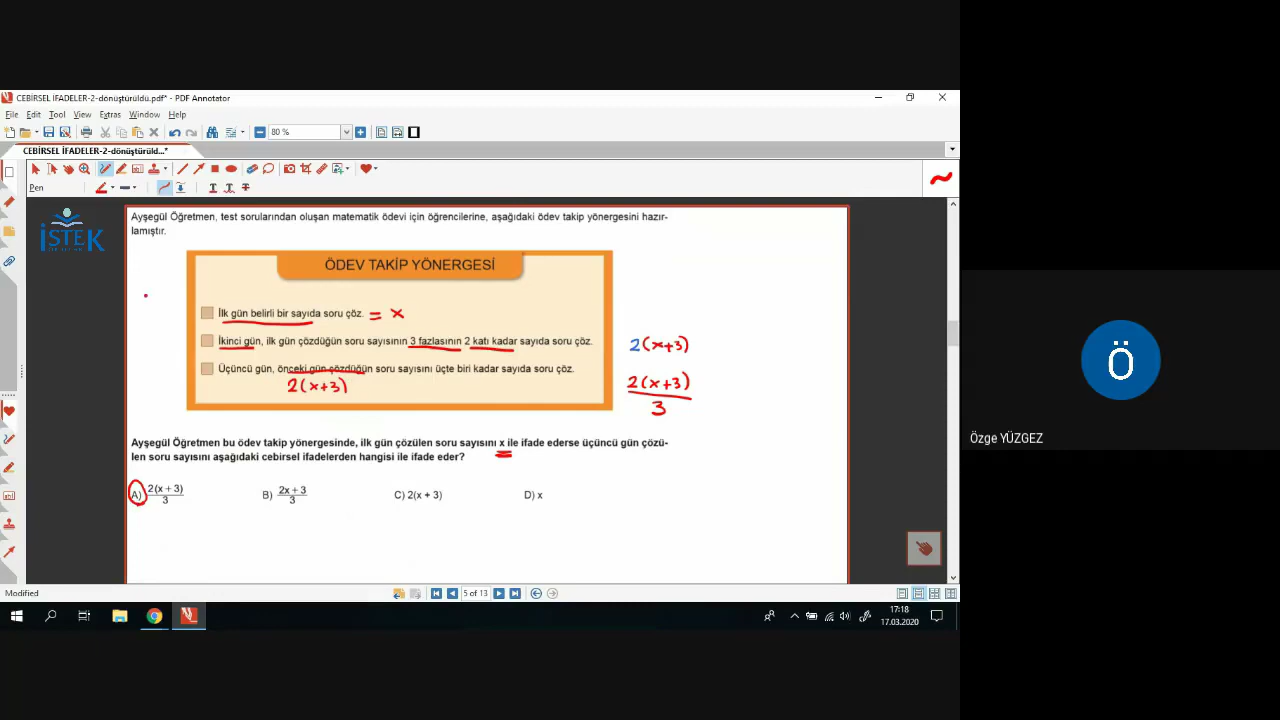 CEBİRSEL İFADELER-2-dönüştürüldü.pdf* - PDF Annotator
File Edit Tool View Extras Window Help
80 %
CEBİRSEL İFADELER-2-dönüştürüld...*
Pen
İSTEK
Ayşegül Öğretmen, test sorularından oluşan matematik ödevi için öğrencilerine, aşağıdaki ödev takip yönergesini hazır-
lamıştır.
ÖDEV TAKİP YÖNERGESİ
İlk gün belirli bir sayıda soru çöz. = x
İkinci gün, ilk gün çözdüğün soru sayısının 3 fazlasının 2 katı kadar sayıda soru çöz. 2(x+3)
Üçüncü gün, önceki gün çözdüğün soru sayısını üçte biri kadar sayıda soru çöz. 2(x+3)
2(x+3) 3
Ayşegül Öğretmen bu ödev takip yönergesinde, ilk gün çözülen soru sayısını x ile ifade ederse üçüncü gün çözü-
len soru sayısını aşağıdaki cebirsel ifadelerden hangisi ile ifade eder?
A) 2(x + 3) / 3 B) 2x + 3 / 3 C) 2(x + 3) D) x
Modified 5 of 13
17:18
17.03.2020
Ö
Özge YÜZGEZ